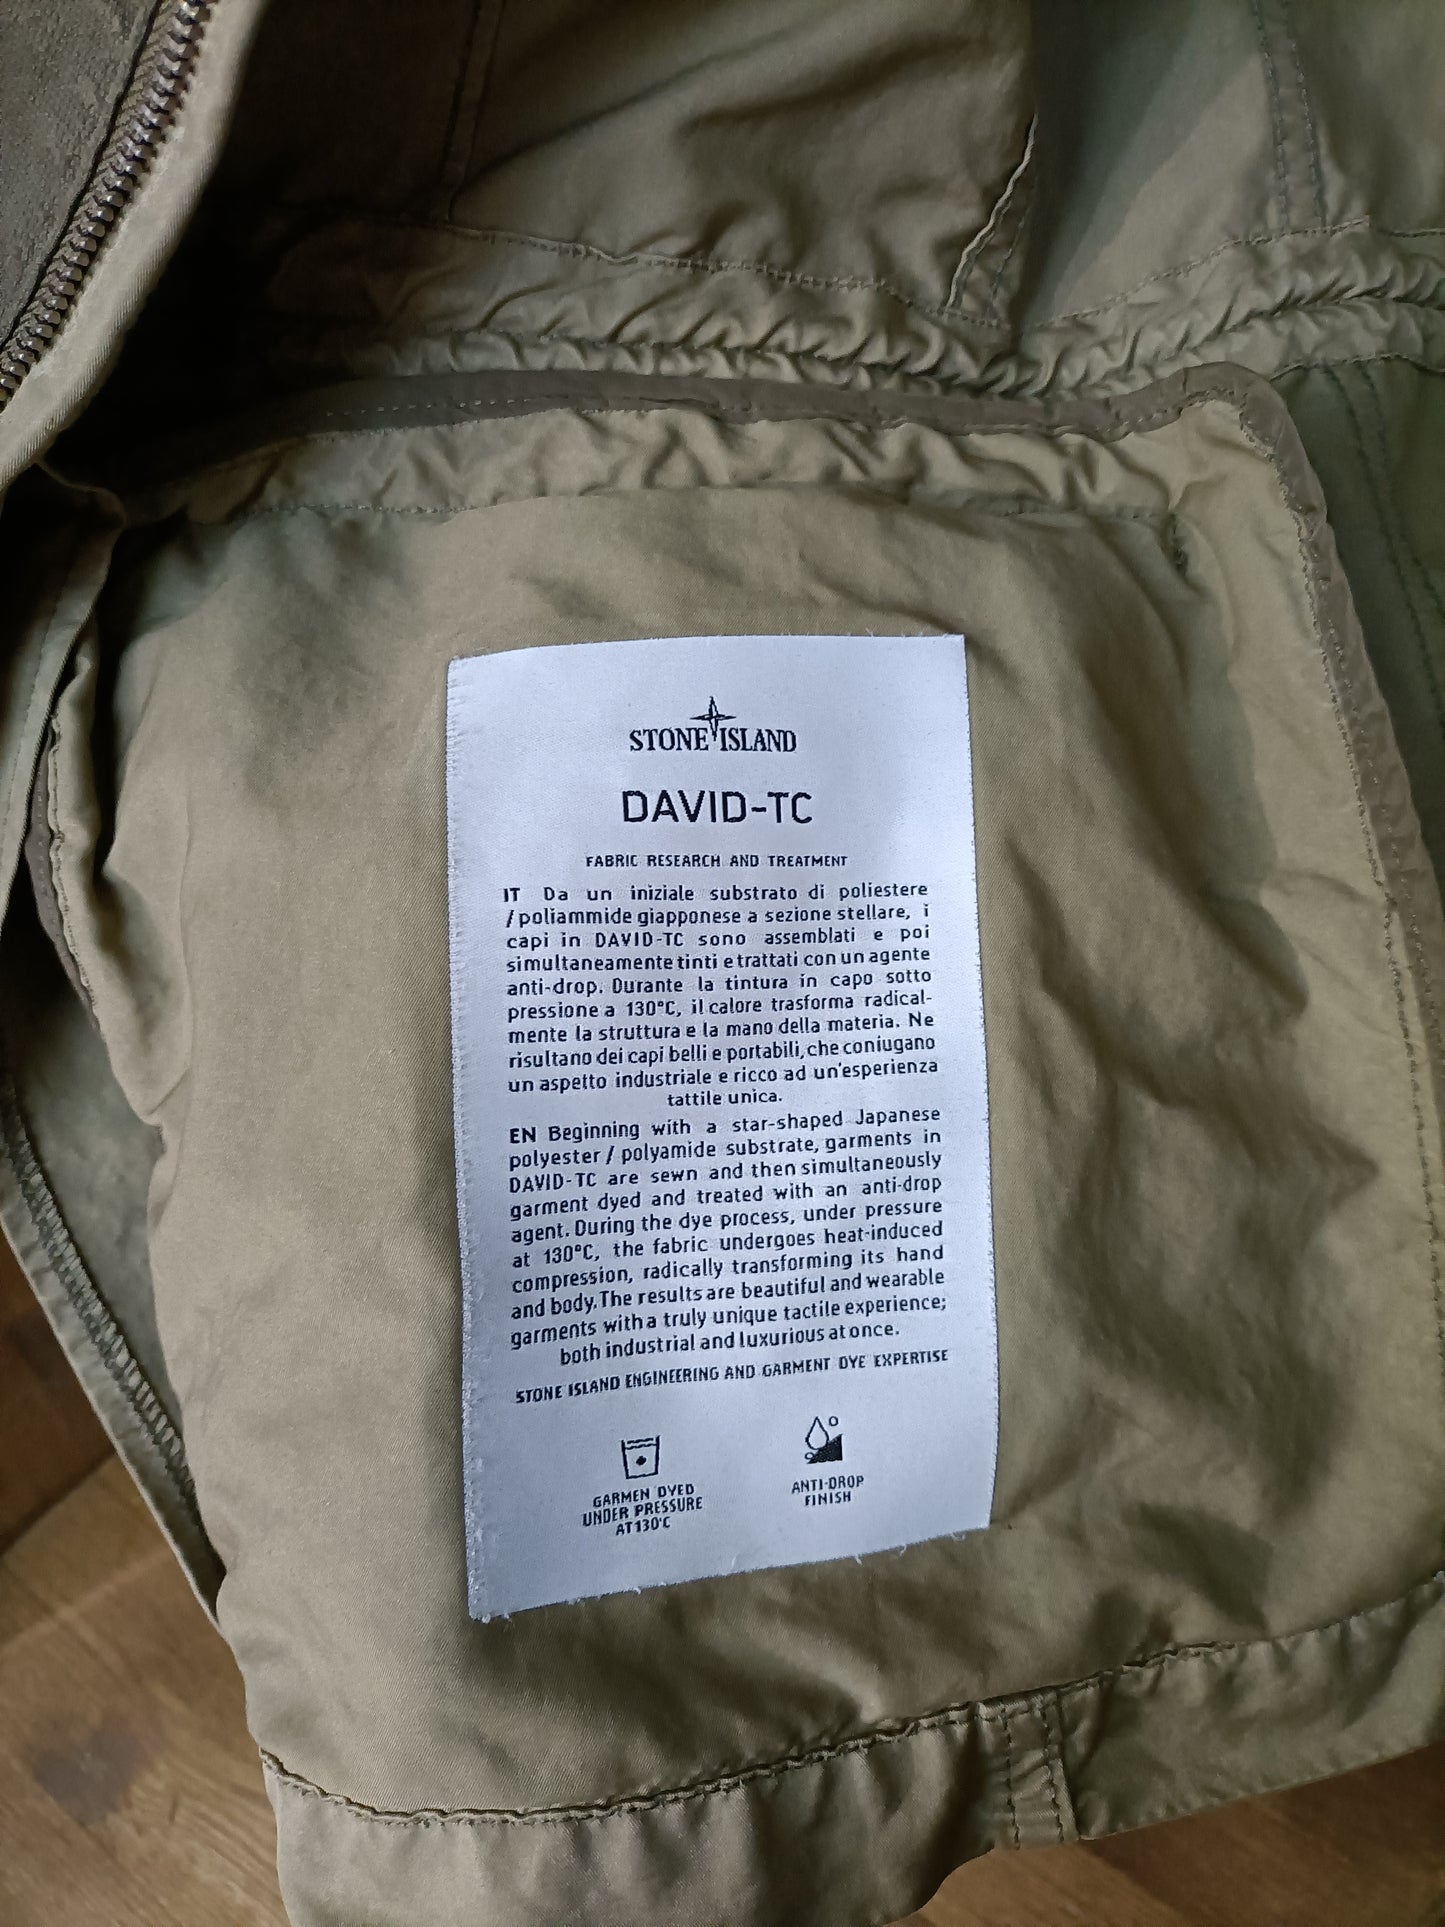 STONE ISLAND
DAVID-TC
FABRIC RESEARCH AND TREATMENT
IT Da un iniziale substrato di poliestere
/poliammide giapponese a sezione stellare, i
capi in DAVID-TC sono assemblati e poi
simultaneamente tinti e trattati con un agente
anti-drop. Durante la tintura in capo sotto
pressione a 130°C, il calore trasforma radical-
mente la struttura e la mano della materia. Ne
risultano dei capi belli e portabili, che coniugano
un aspetto industriale e ricco ad un'esperienza
tattile unica.
EN Beginning with a star-shaped Japanese
polyester / polyamide substrate, garments in
DAVID-TC are sewn and then simultaneously
garment dyed and treated with an anti-drop
agent. During the dye process, under pressure
at 130°C, the fabric undergoes heat-induced
compression, radically transforming its hand
and body. The results are beautiful and wearable
garments with a truly unique tactile experience;
both industrial and luxurious at once.
STONE ISLAND ENGINEERING AND GARMENT DYE EXPERTISE
GARMEN DYED
UNDER PRESSURE
AT 130°C
ANTI-DROP
FINISH